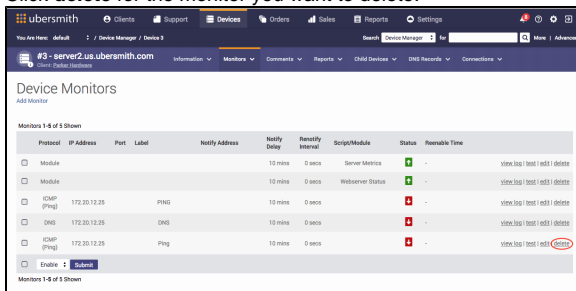 Click delete for the monitor you want to delete.
ubersmith Clients Support Devices Orders Sales Reports Settings
You Are Here: default / Device Manager / Device 3 Search Device Manager for More | Advanced
#3 - server2.us.ubersmith.com Information Monitors Comments Reports Child Devices DNS Records Connections
Client: Parker Hardware
Device Monitors
Add Monitor
Monitors 1-5 of 5 Shown
Protocol IP Address Port Label Notify Address Notify Delay Renotify Interval Script/Module Status Reenable Time
Module 10 mins 0 secs Server Metrics - view log | test | edit | delete
Module 10 mins 0 secs Webserver Status - view log | test | edit | delete
ICMP (Ping) 172.20.12.25 PING 10 mins 0 secs - view log | test | edit | delete
DNS 172.20.12.25 DNS 10 mins 0 secs - view log | test | edit | delete
ICMP (Ping) 172.20.12.25 Ping 10 mins 0 secs - view log | test | edit | delete
Enable Submit
Monitors 1-5 of 5 Shown